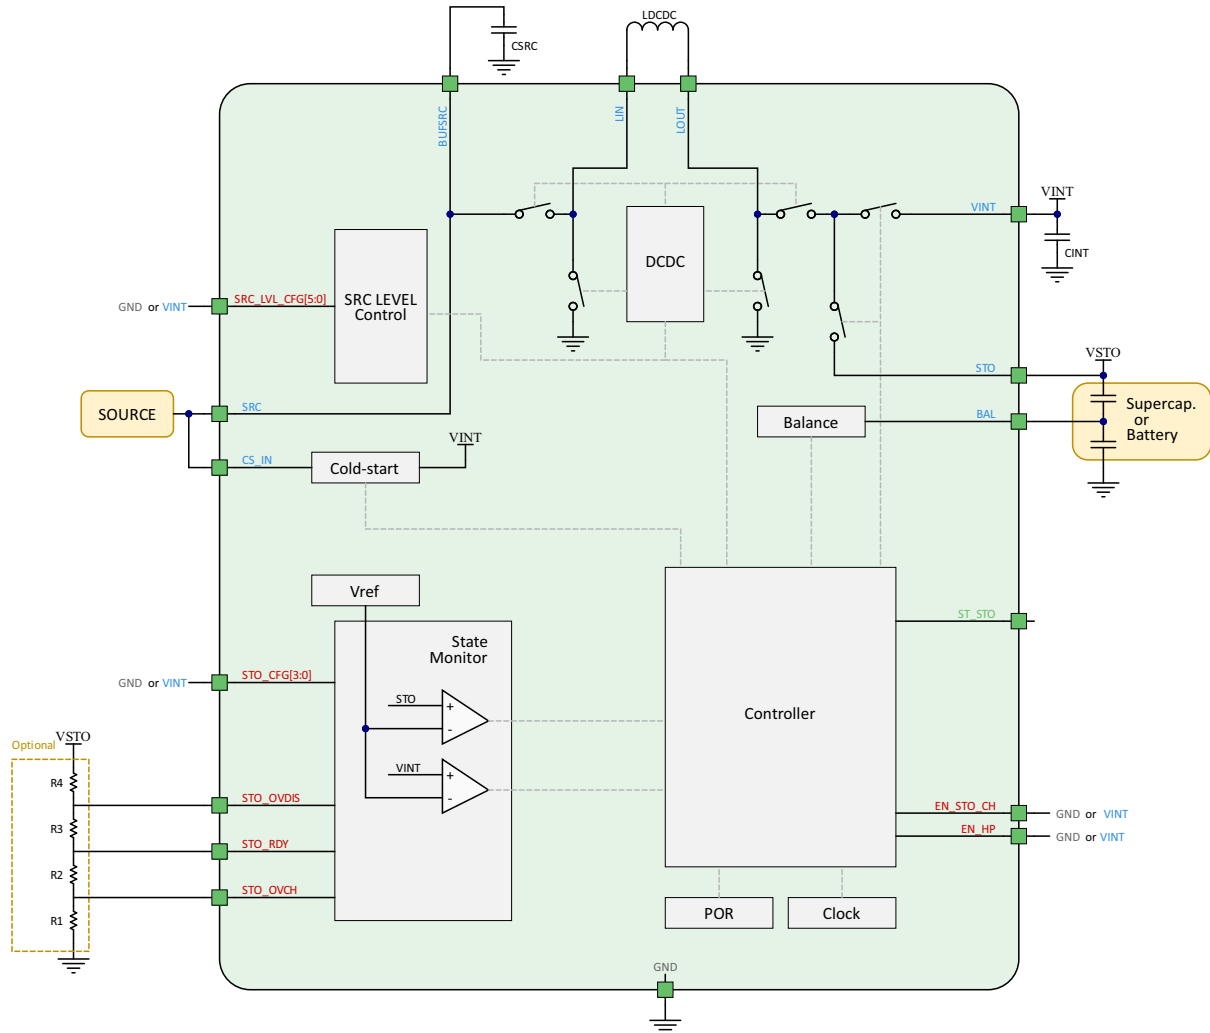 LDCDC
CSRC
BUFSRC
LIN
LOUT
VINT
VINT
CINT
DCDC
SRC LEVEL
Control
GND or VINT
SRC_LVL_CFG[5:0]
VSTO
STO
SOURCE
SRC
Balance
BAL
Supercap.
or
Battery
VINT
CS_IN
Cold-start
Vref
ST_STO
State
Monitor
GND or VINT
STO_CFG[3:0]
STO
+
-
Controller
VSTO
Optional
VINT
+
-
R4
STO_OVDIS
EN_STO_CH
GND or VINT
R3
EN_HP
GND or VINT
STO_RDY
R2
STO_OVCH
R1
POR
Clock
GND